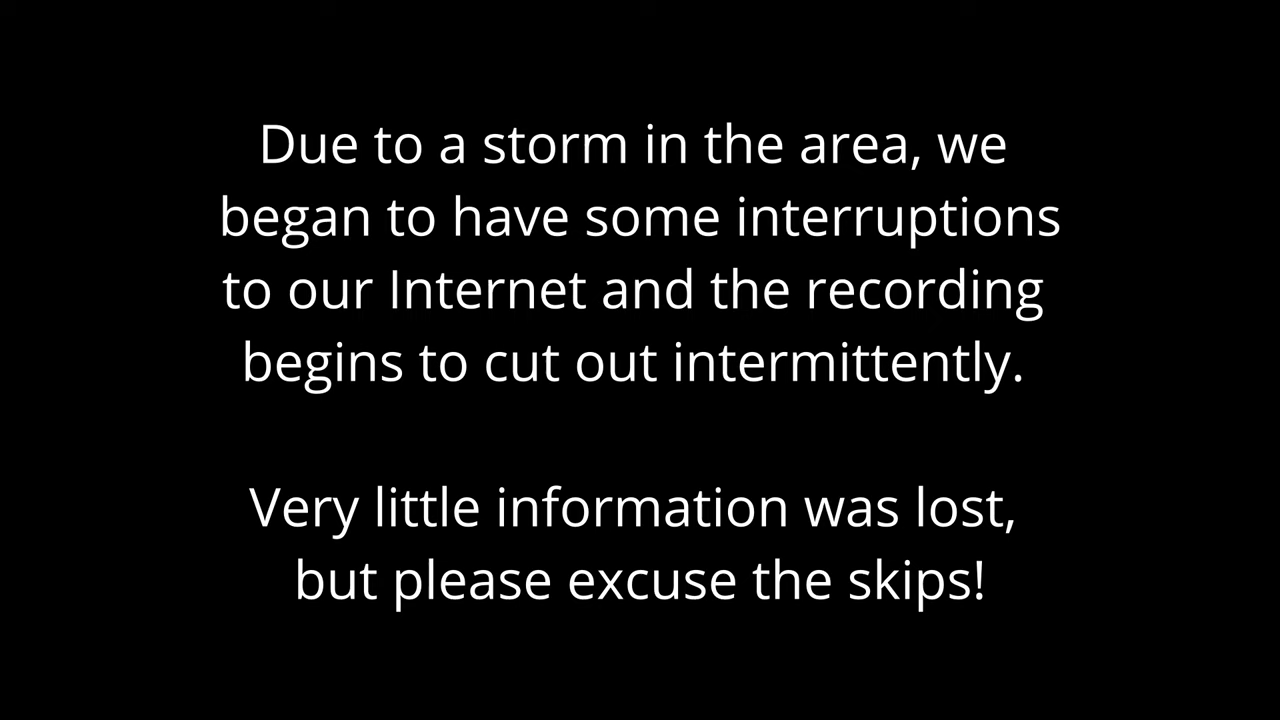 Due to a storm in the area, we
began to have some interruptions
to our Internet and the recording
begins to cut out intermittently.
Very little information was lost,
but please excuse the skips!